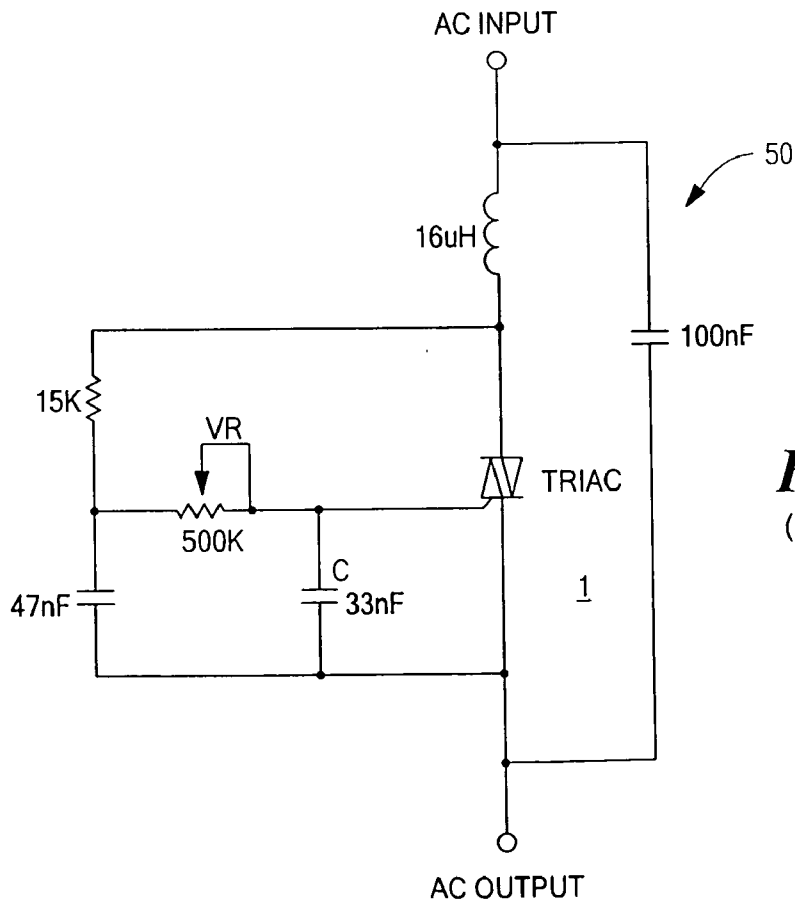 AC INPUT
50
16uH
100nF
15K
VR
TRIAC
500K
C
47nF
33nF
1
AC OUTPUT